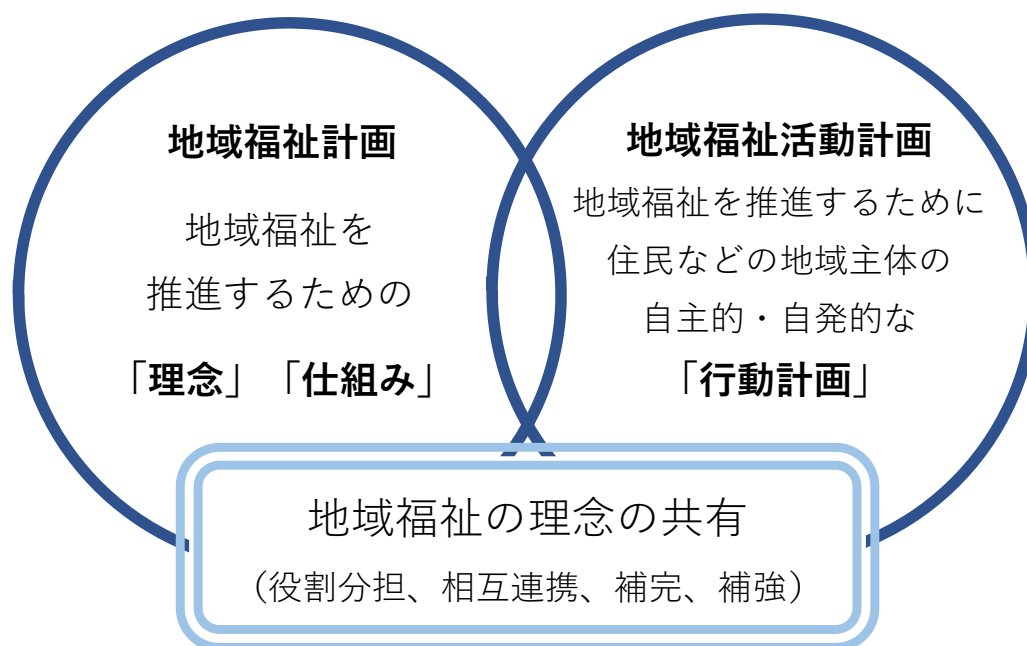 地域福祉計画
地域福祉を
推進するための
「理念」「仕組み」
地域福祉活動計画
地域福祉を推進するために
住民などの地域主体の
自主的・自発的な
「行動計画」
地域福祉の理念の共有
（役割分担、相互連携、補完、補強）